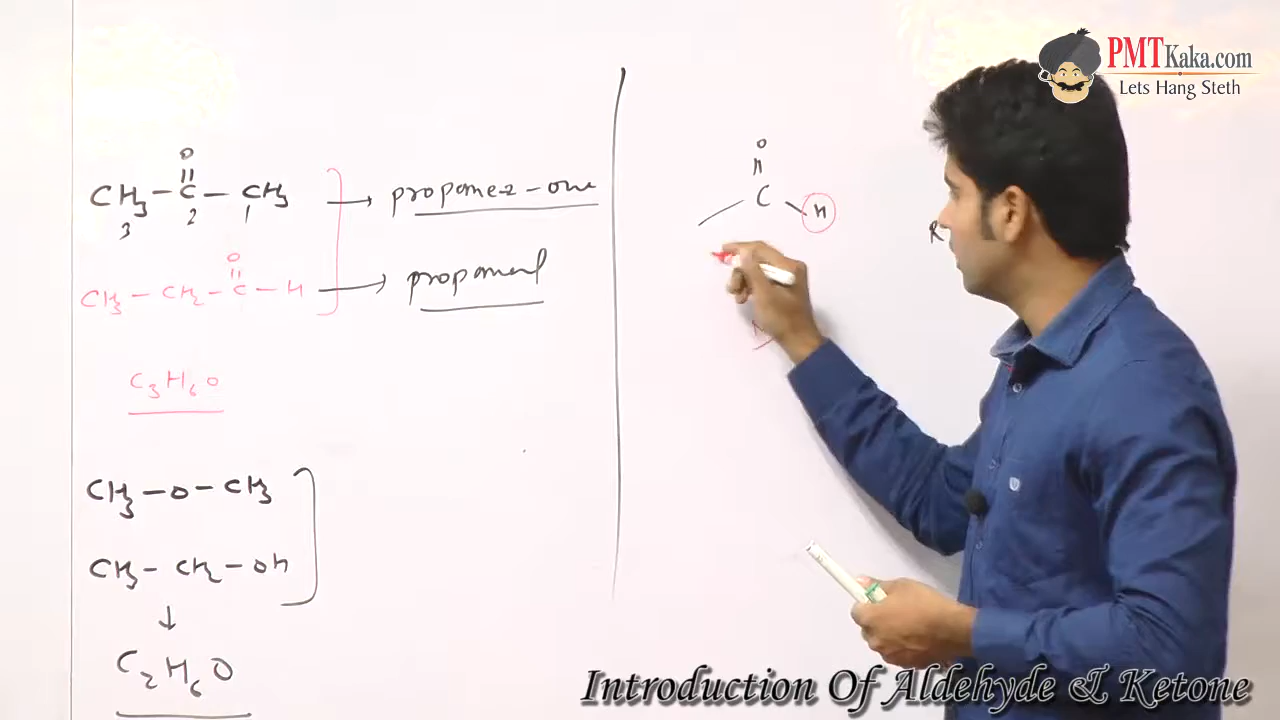 PMTKaka.com
Lets Hang Steth
O
CH3 - C - CH3 → propane-2-one
3 2 1
O
CH3 - CH2 - C - H → propanal
C3H6O
CH3 - O - CH3
CH3 - CH2 - OH
↓
C2H6O
O
C
H
R
Introduction Of Aldehyde & Ketone